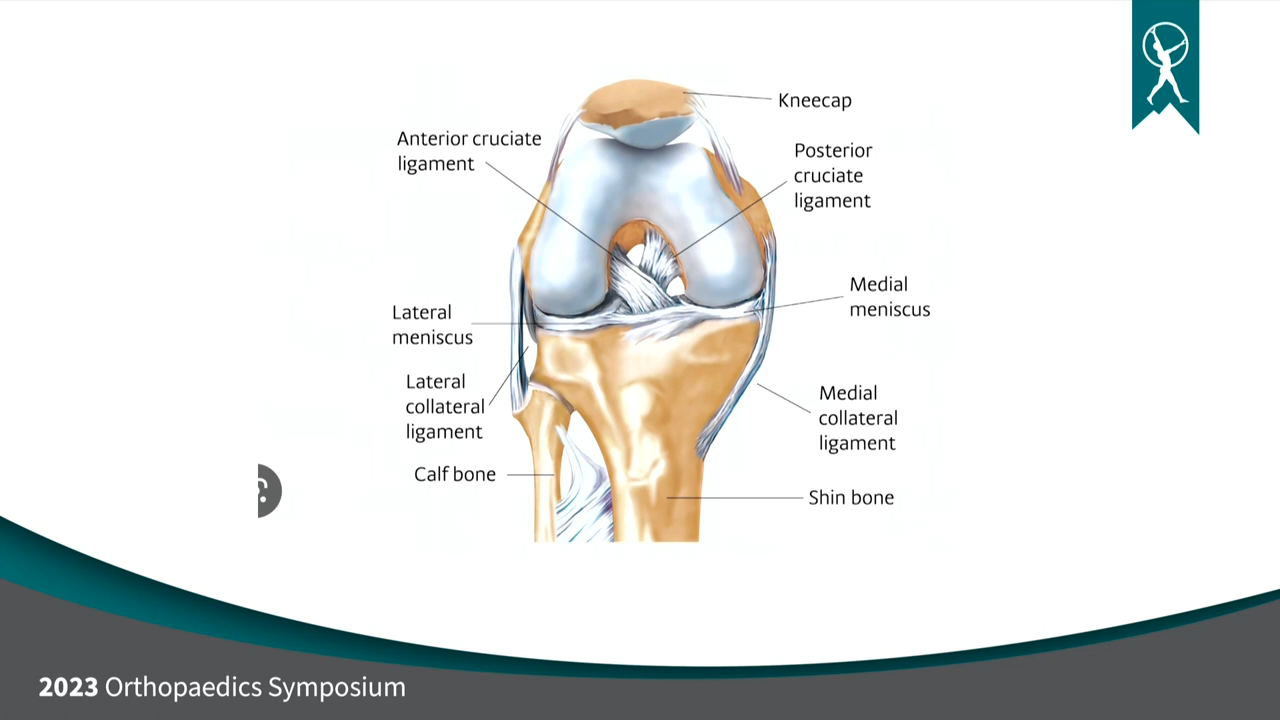 Kneecap
Anterior cruciate
ligament
Posterior
cruciate
ligament
Medial
meniscus
Lateral
meniscus
Lateral
collateral
ligament
Medial
collateral
ligament
Calf bone
Shin bone
2023 Orthopaedics Symposium